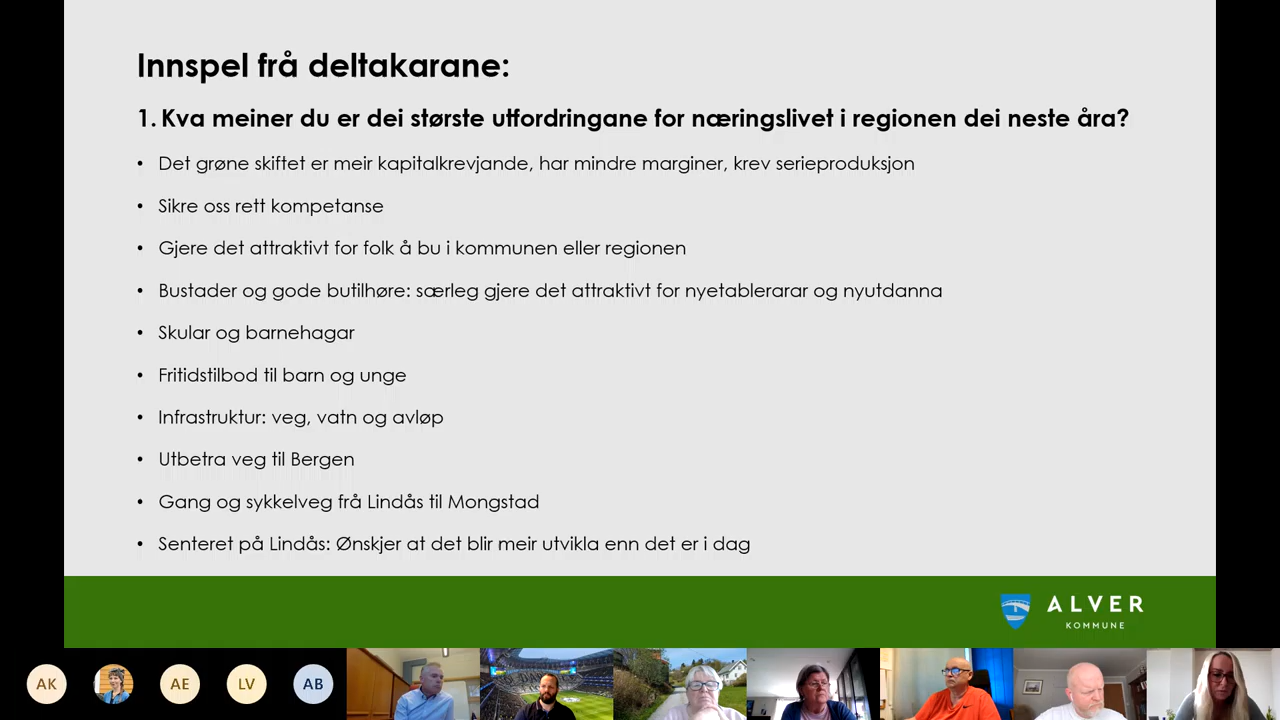 Innspel frå deltakarane:
1. Kva meiner du er dei største utfordringane for næringslivet i regionen dei neste åra?
• Det grøne skiftet er meir kapitalkrevjande, har mindre marginer, krev serieproduksjon
• Sikre oss rett kompetanse
• Gjere det attraktivt for folk å bu i kommunen eller regionen
• Bustader og gode butilhøre: særleg gjere det attraktivt for nyetablerarar og nyutdanna
• Skular og barnehagar
• Fritidstilbod til barn og unge
• Infrastruktur: veg, vatn og avløp
• Utbetra veg til Bergen
• Gang og sykkelveg frå Lindås til Mongstad
• Senteret på Lindås: Ønskjer at det blir meir utvikla enn det er i dag
ALVER
KOMMUNE
AK
AE
LV
AB